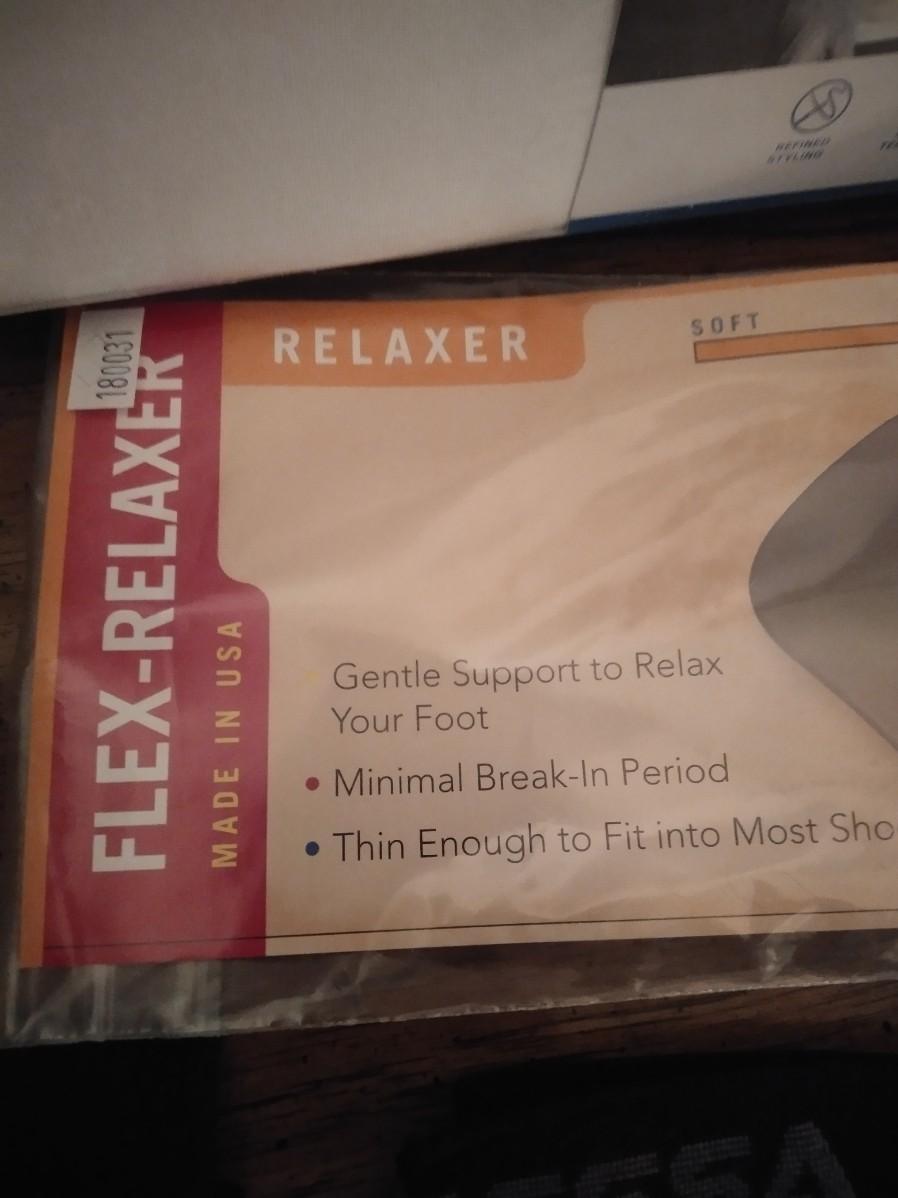 REFINED
STYLING
180031
FLEX-RELAXER
MADE IN USA
RELAXER
SOFT
Gentle Support to Relax
Your Foot
• Minimal Break-In Period
• Thin Enough to Fit into Most Sho